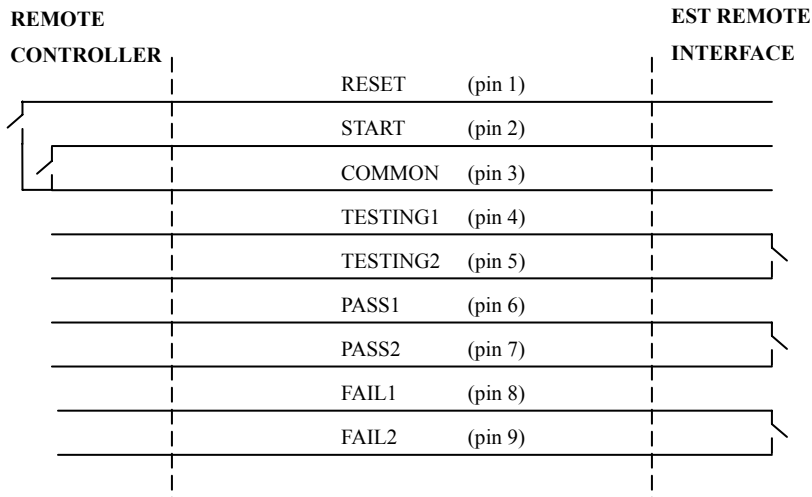 REMOTE
CONTROLLER
EST REMOTE
INTERFACE
RESET (pin 1)
START (pin 2)
COMMON (pin 3)
TESTING1 (pin 4)
TESTING2 (pin 5)
PASS1 (pin 6)
PASS2 (pin 7)
FAIL1 (pin 8)
FAIL2 (pin 9)